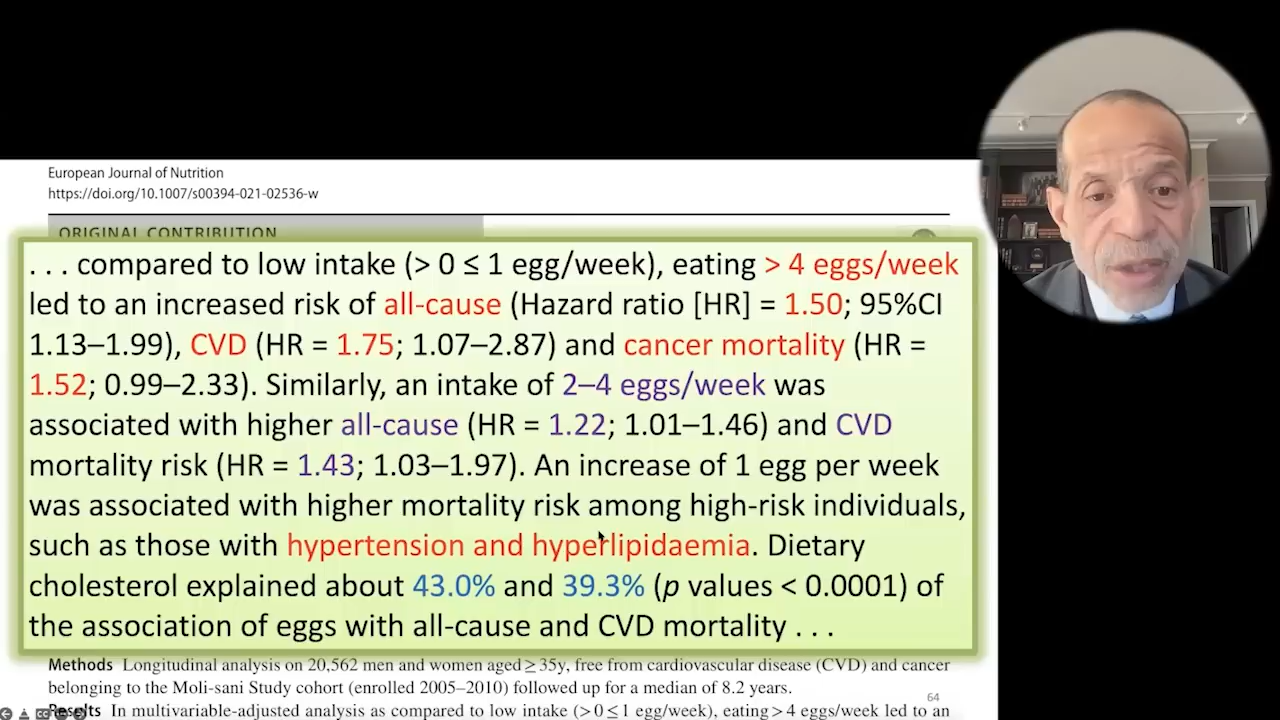 European Journal of Nutrition
https://doi.org/10.1007/s00394-021-02536-w
ORIGINAL CONTRIBUTION
. . . compared to low intake (> 0 ≤ 1 egg/week), eating > 4 eggs/week
led to an increased risk of all-cause (Hazard ratio [HR] = 1.50; 95%CI
1.13–1.99), CVD (HR = 1.75; 1.07–2.87) and cancer mortality (HR =
1.52; 0.99–2.33). Similarly, an intake of 2–4 eggs/week was
associated with higher all-cause (HR = 1.22; 1.01–1.46) and CVD
mortality risk (HR = 1.43; 1.03–1.97). An increase of 1 egg per week
was associated with higher mortality risk among high-risk individuals,
such as those with hypertension and hyperlipidaemia. Dietary
cholesterol explained about 43.0% and 39.3% (p values < 0.0001) of
the association of eggs with all-cause and CVD mortality . . .
Methods Longitudinal analysis on 20,562 men and women aged ≥ 35y, free from cardiovascular disease (CVD) and cancer
belonging to the Moli-sani Study cohort (enrolled 2005–2010) followed up for a median of 8.2 years.
64
Results In multivariable-adjusted analysis as compared to low intake (> 0 ≤ 1 egg/week), eating > 4 eggs/week led to an